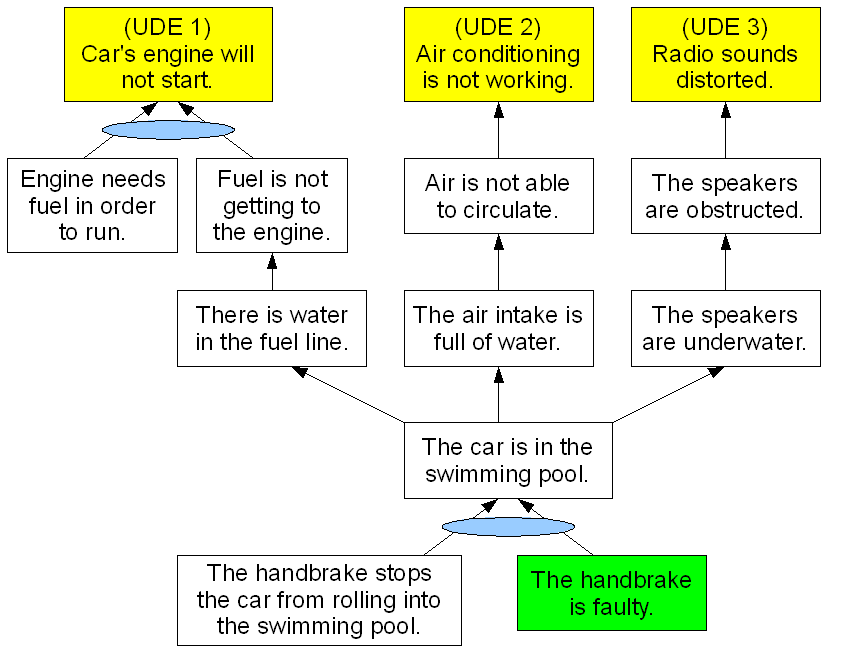 (UDE 1)
Car's engine will
not start.
(UDE 2)
Air conditioning
is not working.
(UDE 3)
Radio sounds
distorted.
Engine needs
fuel in order
to run.
Fuel is not
getting to
the engine.
Air is not able
to circulate.
The speakers
are obstructed.
There is water
in the fuel line.
The air intake is
full of water.
The speakers
are underwater.
The car is in the
swimming pool.
The handbrake stops
the car from rolling into
the swimming pool.
The handbrake
is faulty.